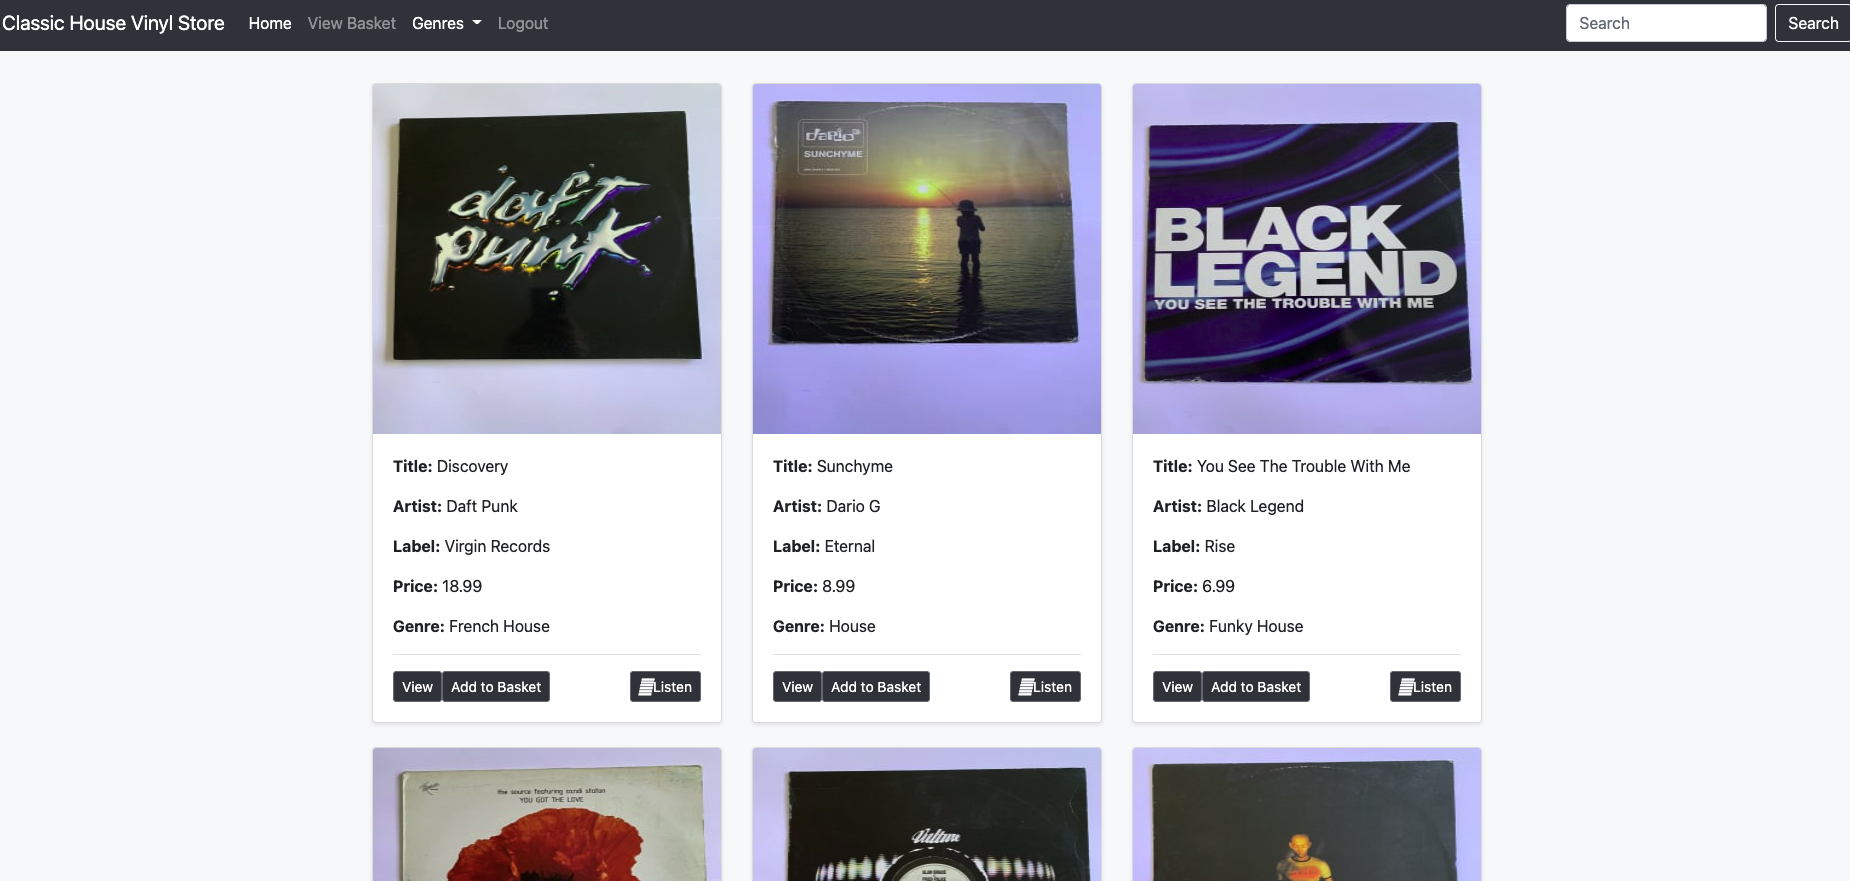 Classic House Vinyl Store Home View Basket Genres Logout Search Search
daft
punk
dario G
SUNCHYME
BLACK
LEGEND
YOU SEE THE TROUBLE WITH ME
Title: Discovery
Artist: Daft Punk
Label: Virgin Records
Price: 18.99
Genre: French House
View Add to Basket Listen
Title: Sunchyme
Artist: Dario G
Label: Eternal
Price: 8.99
Genre: House
View Add to Basket Listen
Title: You See The Trouble With Me
Artist: Black Legend
Label: Rise
Price: 6.99
Genre: Funky House
View Add to Basket Listen
the source featuring candi staton
YOU GOT THE LOVE
Vulture